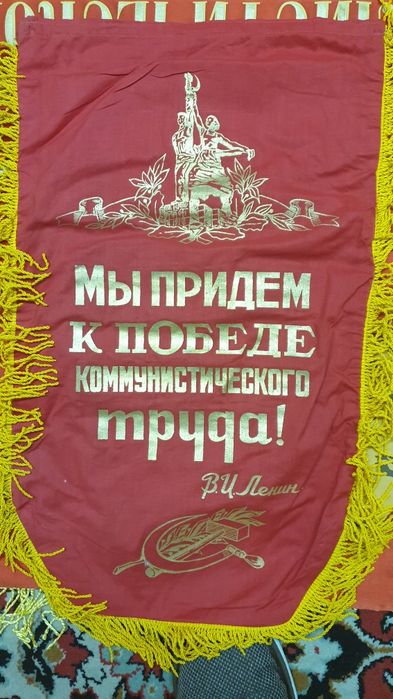 Мы придем
к победе
коммунистического
труда!
В.И. Ленин